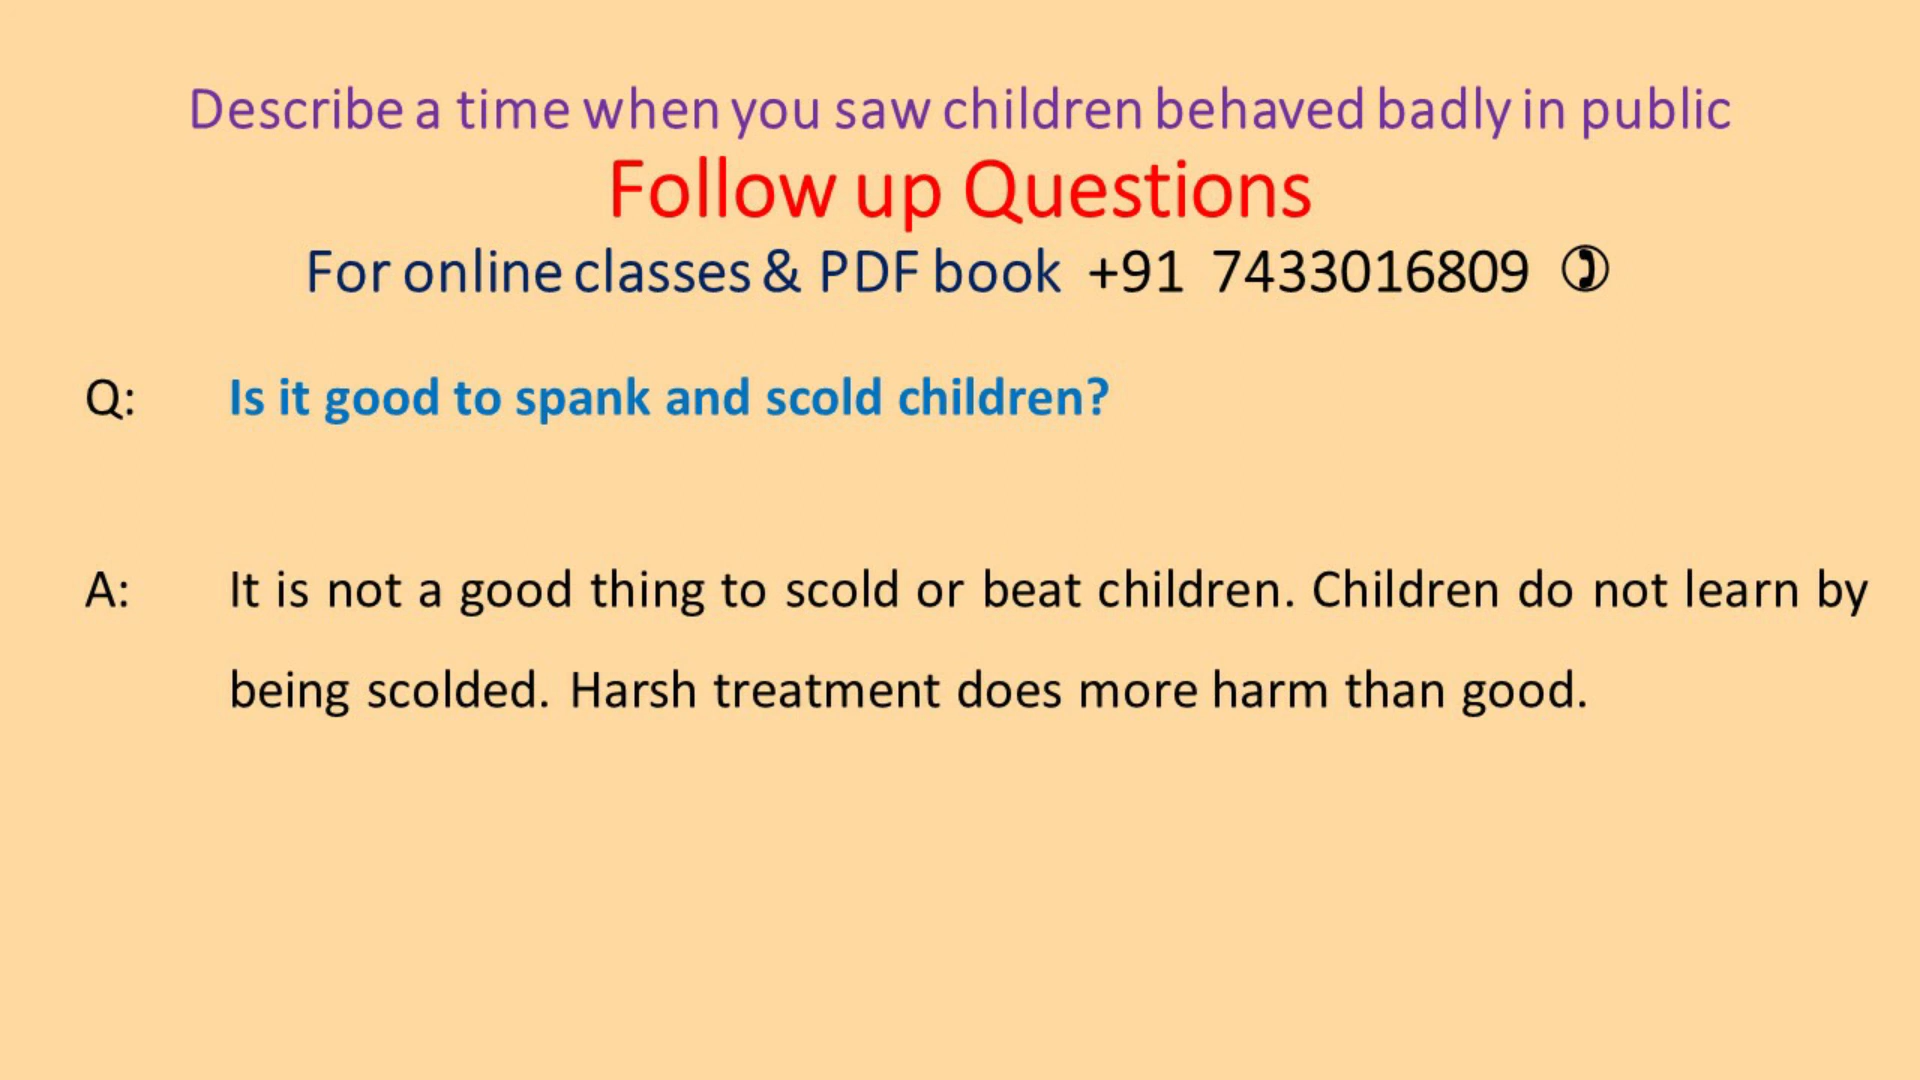 Describe a time when you saw children behaved badly in public
Follow up Questions
For online classes & PDF book +91 7433016809 ✆
Q: Is it good to spank and scold children?
A: It is not a good thing to scold or beat children. Children do not learn by
being scolded. Harsh treatment does more harm than good.